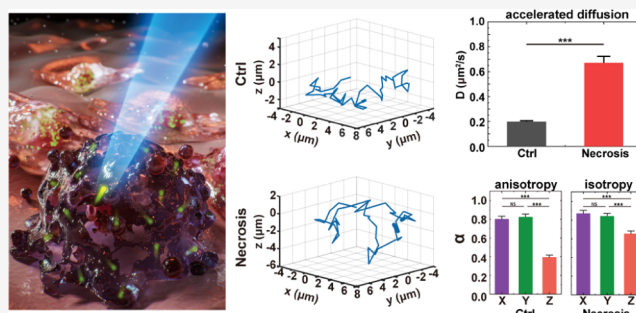 Ctrl
z (μm)
4
2
0
-2
-4 -2 0 2 4 6 8
x (μm)
8 6 4 2 0 -2 -4
y (μm)
Necrosis
z (μm)
2
0
-2
-4
-6
-4 -2 0 2 4 6 8
x (μm)
8 6 4 2 0 -2 -4
y (μm)
accelerated diffusion
D (μm²/s)
1.0
0.8
0.6
0.4
0.2
0.0
***
Ctrl Necrosis
anisotropy isotropy
α
1.0
0.8
0.6
0.4
0.2
0.0
***
NS ***
***
NS ***
X Y Z X Y Z
Ctrl Necrosis